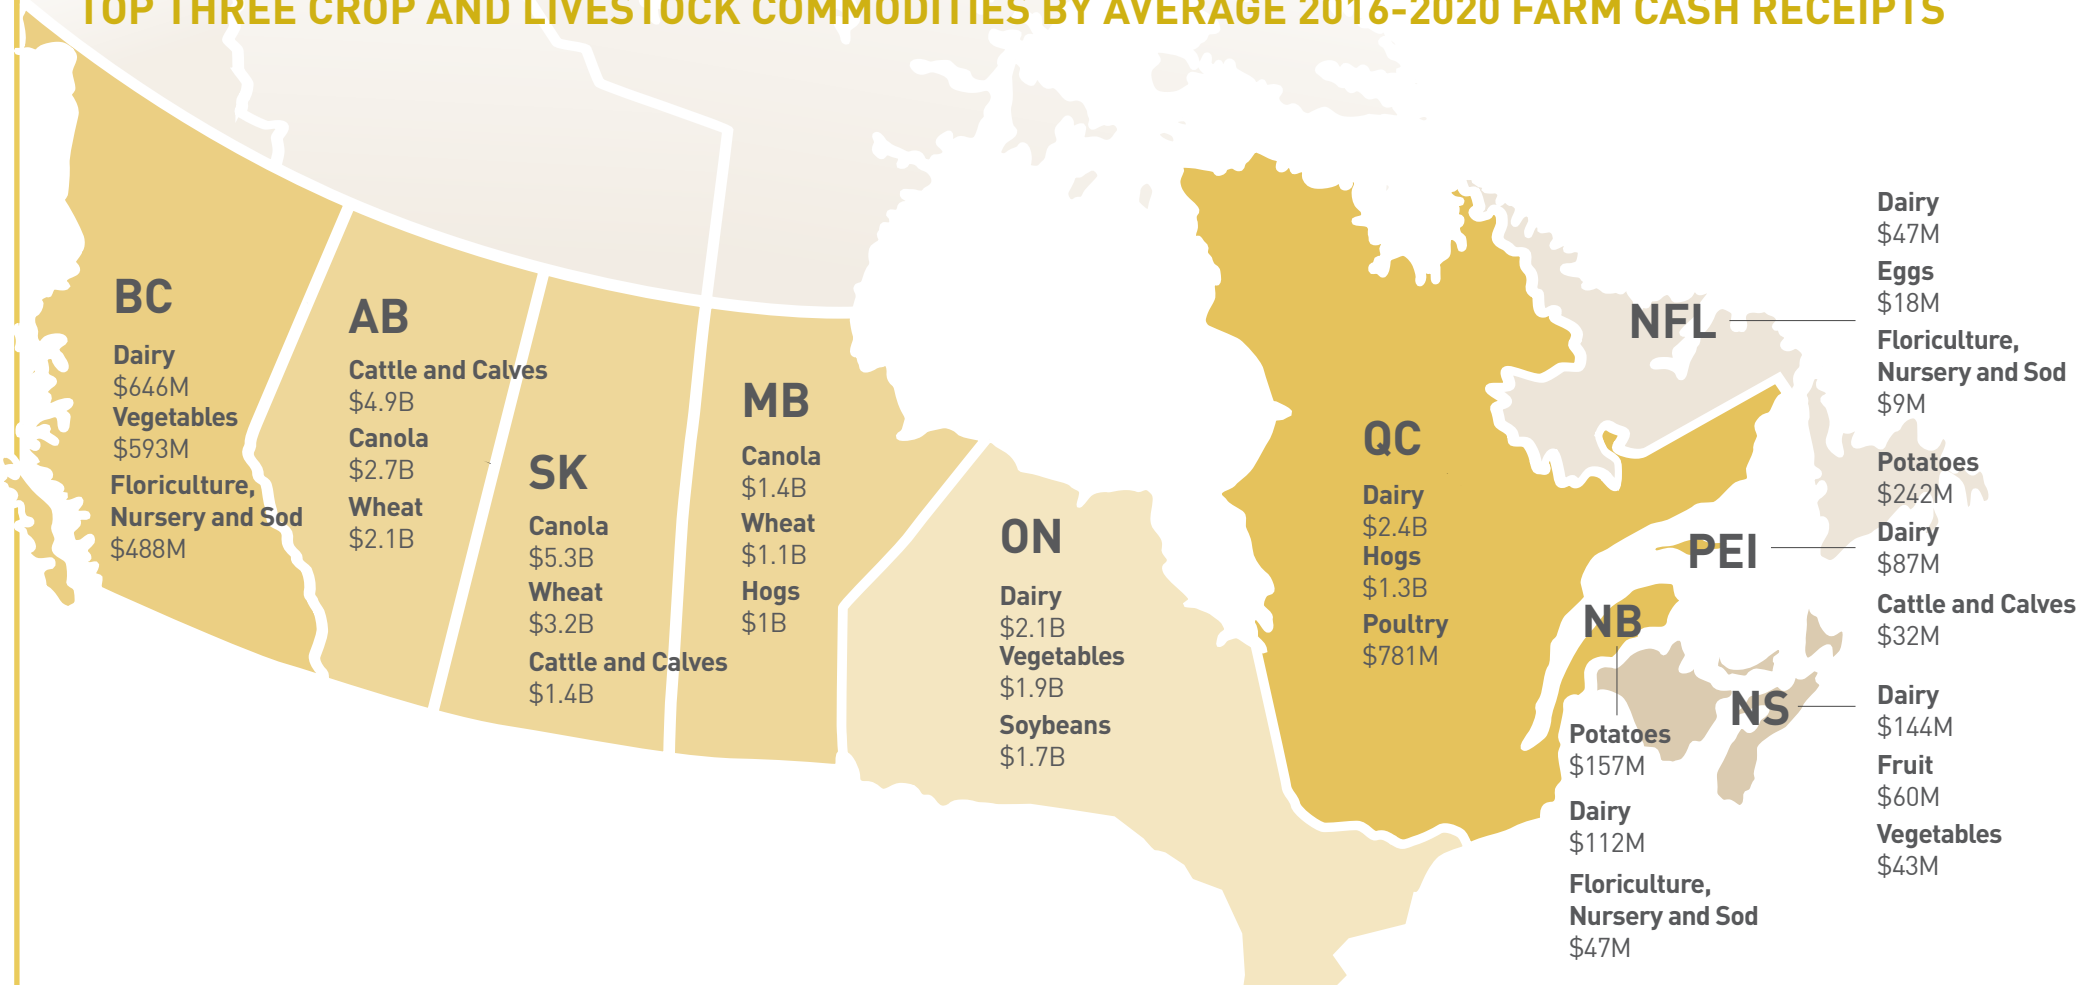 TOP THREE CROP AND LIVESTOCK COMMODITIES BY AVERAGE 2016-2020 FARM CASH RECEIPTS
BC
Dairy
$646M
Vegetables
$593M
Floriculture,
Nursery and Sod
$488M
AB
Cattle and Calves
$4.9B
Canola
$2.7B
Wheat
$2.1B
SK
Canola
$5.3B
Wheat
$3.2B
Cattle and Calves
$1.4B
MB
Canola
$1.4B
Wheat
$1.1B
Hogs
$1B
ON
Dairy
$2.1B
Vegetables
$1.9B
Soybeans
$1.7B
QC
Dairy
$2.4B
Hogs
$1.3B
Poultry
$781M
NFL
Dairy
$47M
Eggs
$18M
Floriculture,
Nursery and Sod
$9M
PEI
Potatoes
$242M
Dairy
$87M
Cattle and Calves
$32M
NB
Potatoes
$157M
Dairy
$112M
Floriculture,
Nursery and Sod
$47M
NS
Dairy
$144M
Fruit
$60M
Vegetables
$43M